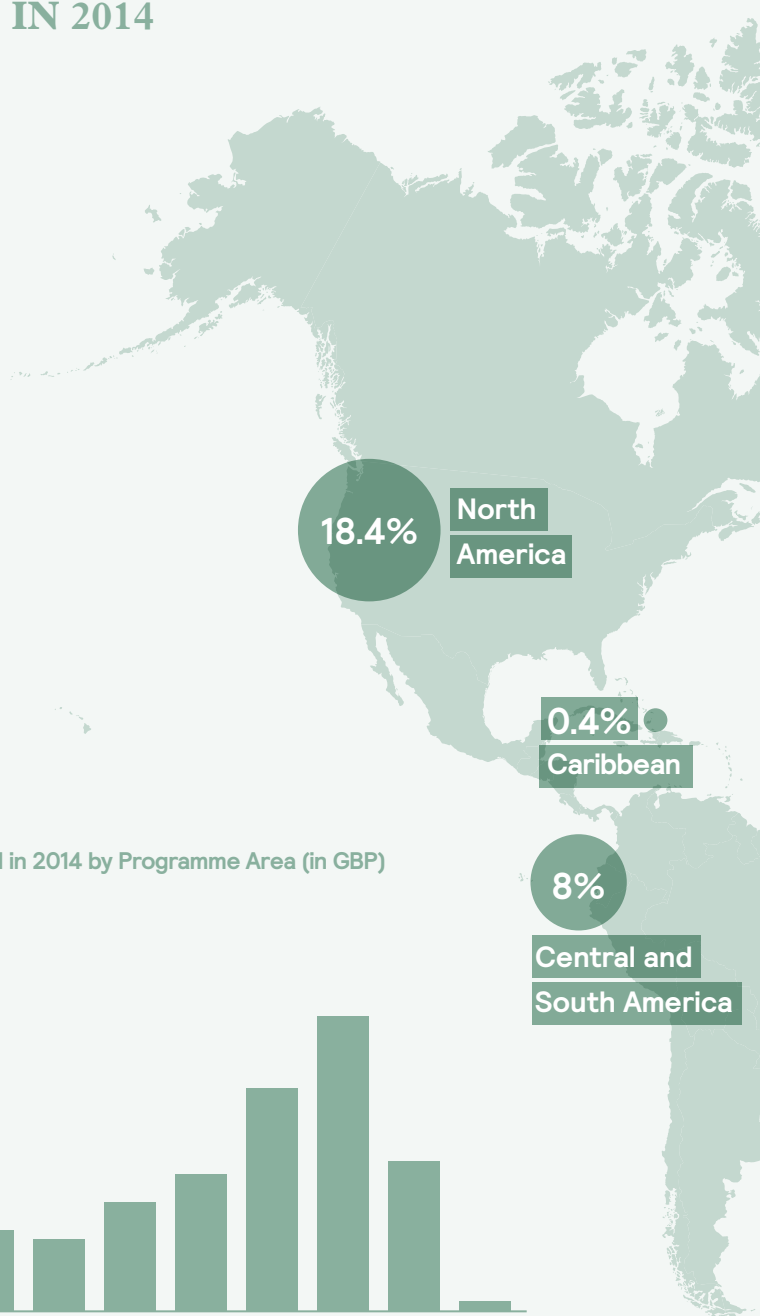 IN 2014
18.4%
North
America
0.4%
Caribbean
in 2014 by Programme Area (in GBP)
8%
Central and
South America